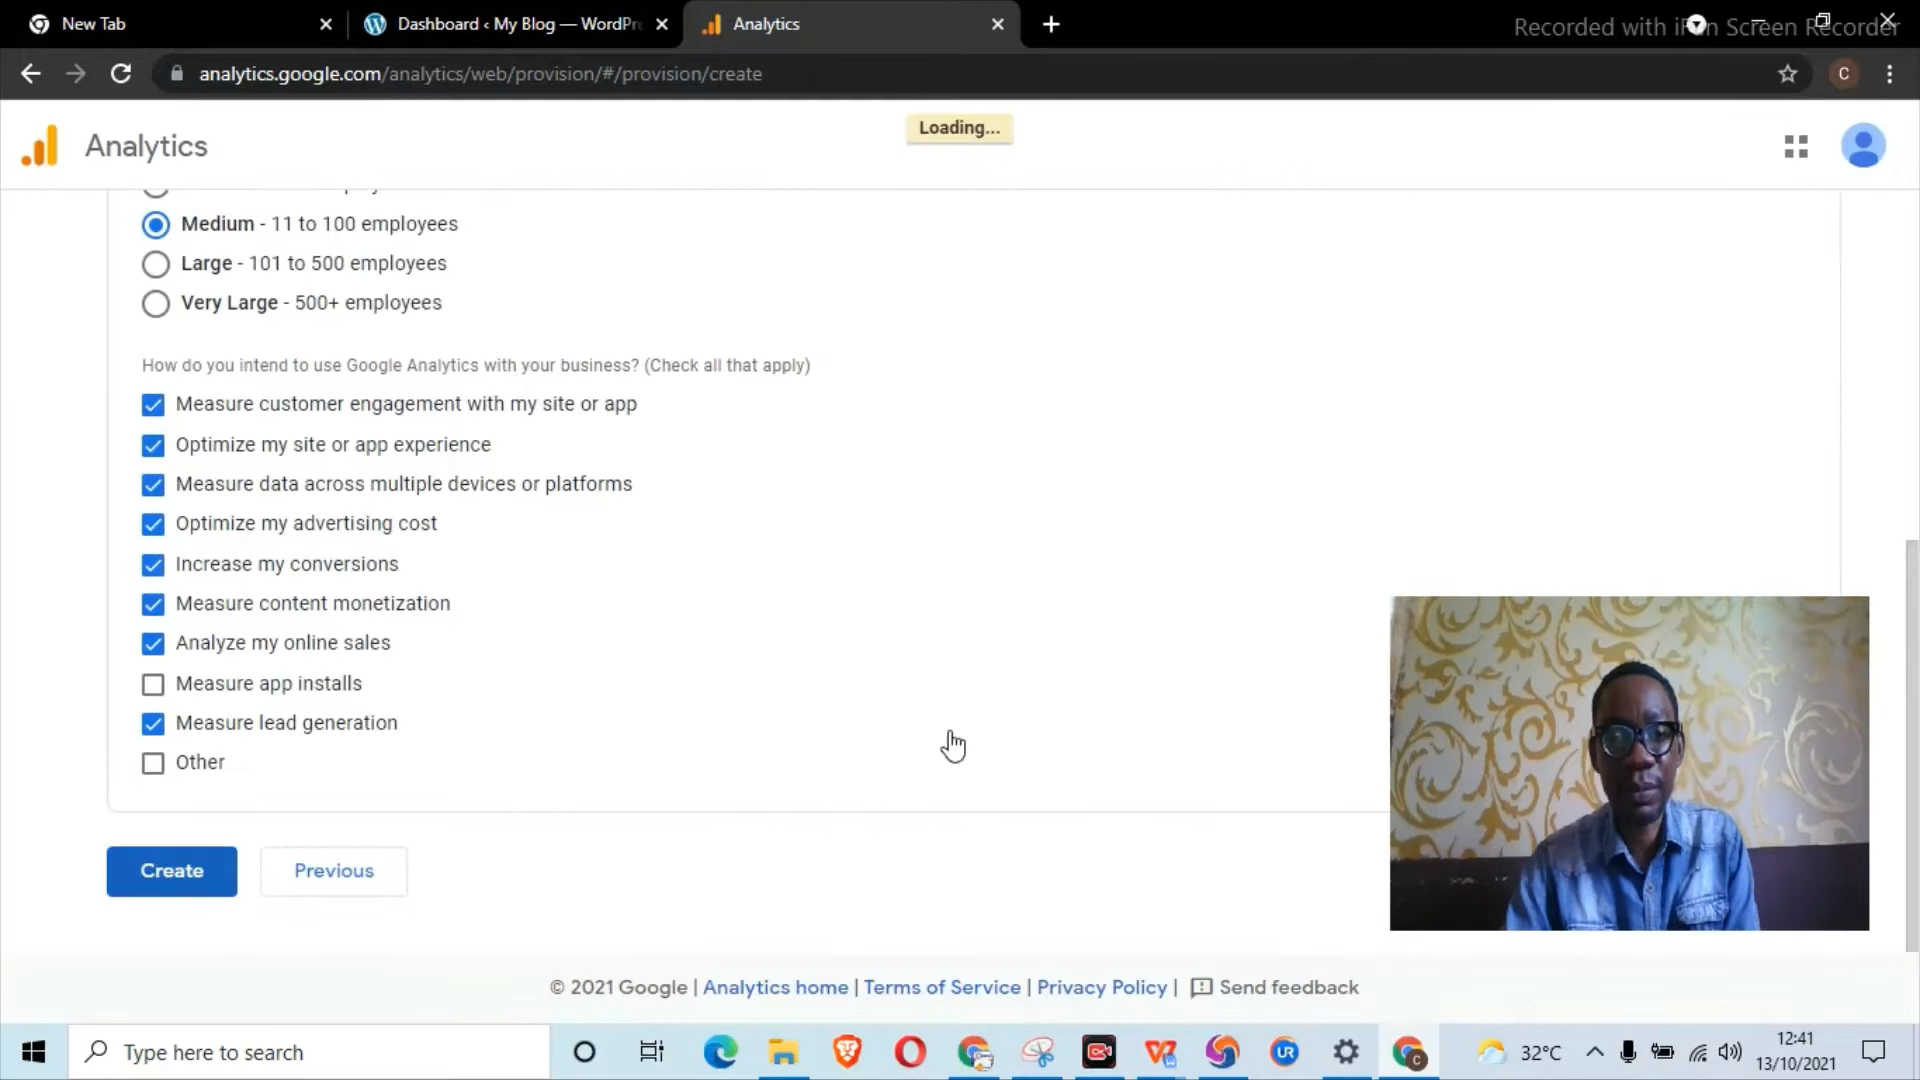 New Tab
Dashboard ‹ My Blog — WordPr
Analytics
Recorded with iFun Screen Recorder
analytics.google.com/analytics/web/provision/#/provision/create
C
Analytics
Loading...
Medium - 11 to 100 employees
Large - 101 to 500 employees
Very Large - 500+ employees
How do you intend to use Google Analytics with your business? (Check all that apply)
Measure customer engagement with my site or app
Optimize my site or app experience
Measure data across multiple devices or platforms
Optimize my advertising cost
Increase my conversions
Measure content monetization
Analyze my online sales
Measure app installs
Measure lead generation
Other
Create
Previous
© 2021 Google | Analytics home | Terms of Service | Privacy Policy | Send feedback
Type here to search
UR
C
32°C
12:41
13/10/2021